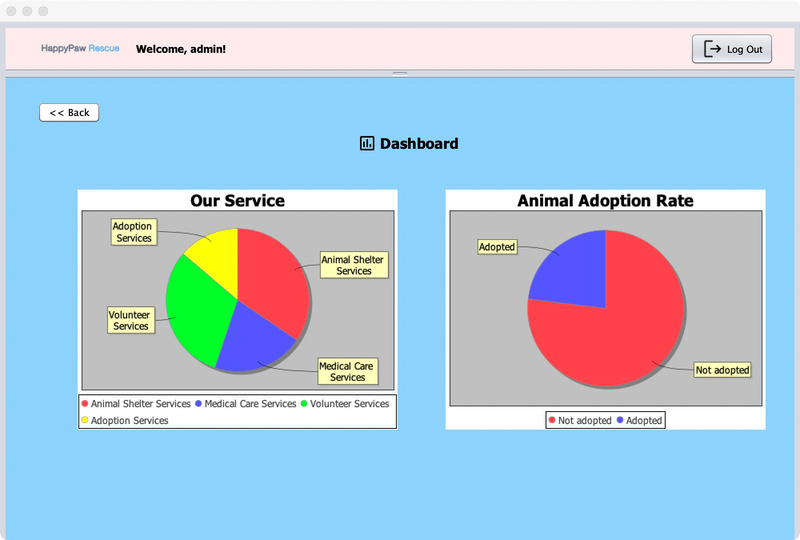 HappyPaw Rescue
Welcome, admin!
Log Out
<< Back
Dashboard
Our Service
Adoption
Services
Animal Shelter
Services
Volunteer
Services
Medical Care
Services
Animal Shelter Services Medical Care Services Volunteer Services
Adoption Services
Animal Adoption Rate
Adopted
Not adopted
Not adopted Adopted